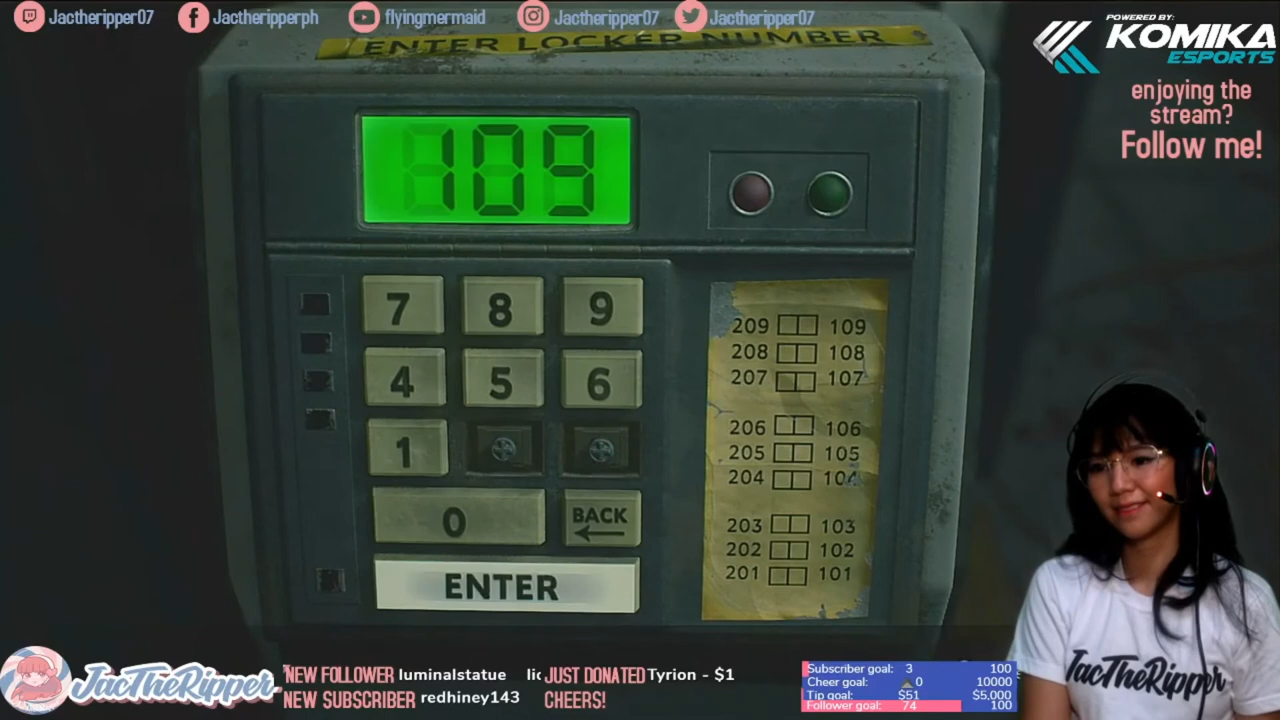 Jactheripper07
Jactheripperph
flyingmermaid
Jactheripper07
Jactheripper07
POWERED BY:
KOMIKA
ESPORTS
enjoying the
stream?
Follow me!
ENTER LOCKER NUMBER
109
7 8 9
4 5 6
1
0 BACK
ENTER
209 109
208 108
207 107
206 106
205 105
204 104
203 103
202 102
201 101
JacTheRipper
JacTheRipper
NEW FOLLOWER luminalstatue
JUST DONATED Tyrion - $1
NEW SUBSCRIBER redhiney143
CHEERS!
Subscriber goal: 3 100
Cheer goal: 0 10000
Tip goal: $51 $5,000
Follower goal: 74 100